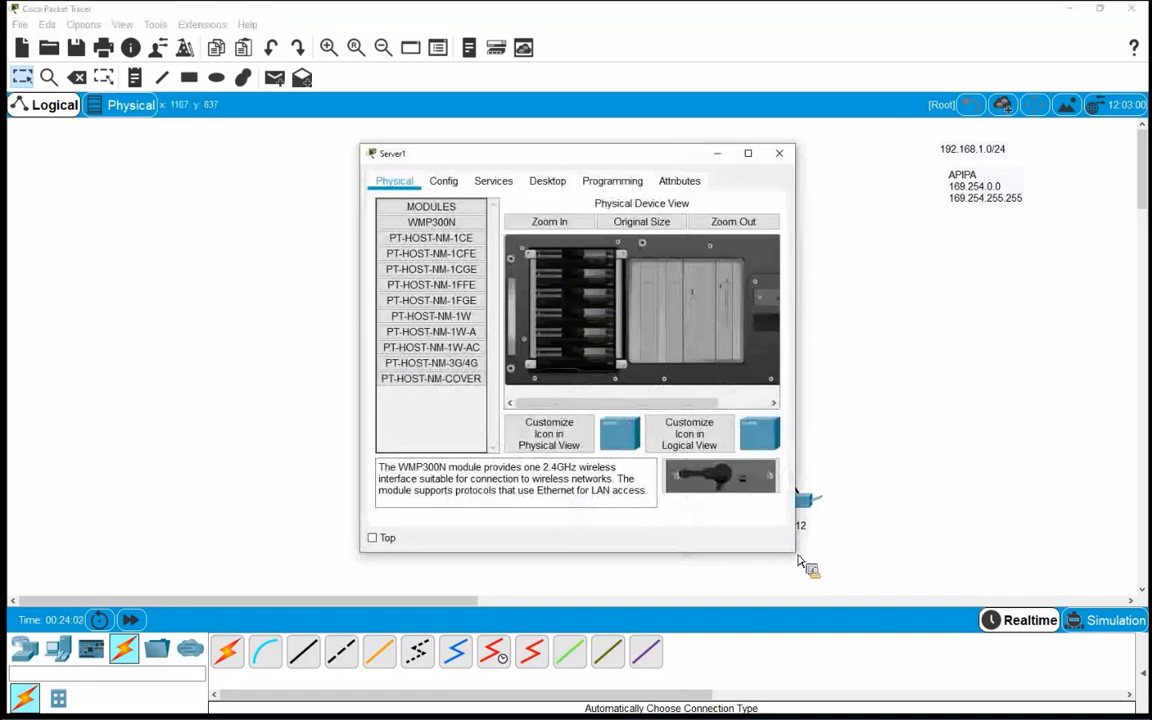 Cisco Packet Tracer
File Edit Options View Tools Extensions Help
?
Logical Physical x: 1167, y: 837 [Root] 12:03:00
192.168.1.0/24
APIPA
169.254.0.0
169.254.255.255
Server1
Physical Config Services Desktop Programming Attributes
MODULES
WMP300N
PT-HOST-NM-1CE
PT-HOST-NM-1CFE
PT-HOST-NM-1CGE
PT-HOST-NM-1FFE
PT-HOST-NM-1FGE
PT-HOST-NM-1W
PT-HOST-NM-1W-A
PT-HOST-NM-1W-AC
PT-HOST-NM-3G/4G
PT-HOST-NM-COVER
Physical Device View
Zoom In Original Size Zoom Out
Customize
Icon in
Physical View
Customize
Icon in
Logical View
The WMP300N module provides one 2.4GHz wireless
interface suitable for connection to wireless networks. The
module supports protocols that use Ethernet for LAN access.
Top
12
Time: 00:24:02 Realtime Simulation
Automatically Choose Connection Type